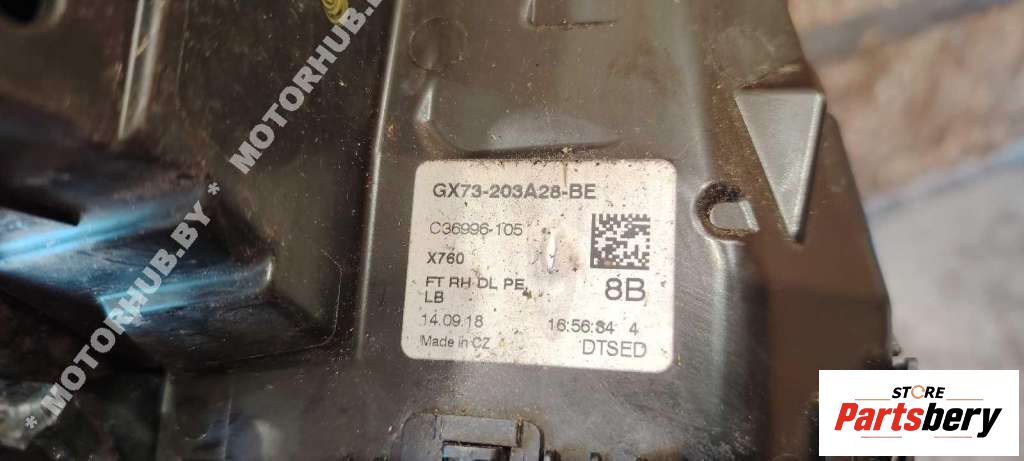 * MOTORHUB.BY * MOTORHUB.BY
GX73-203A28-BE
C36996-105
X760
FT RH DL PE,
LB
8B
14.09.18 16:56:34 4
Made in CZ DTSED
STORE
Partsbery